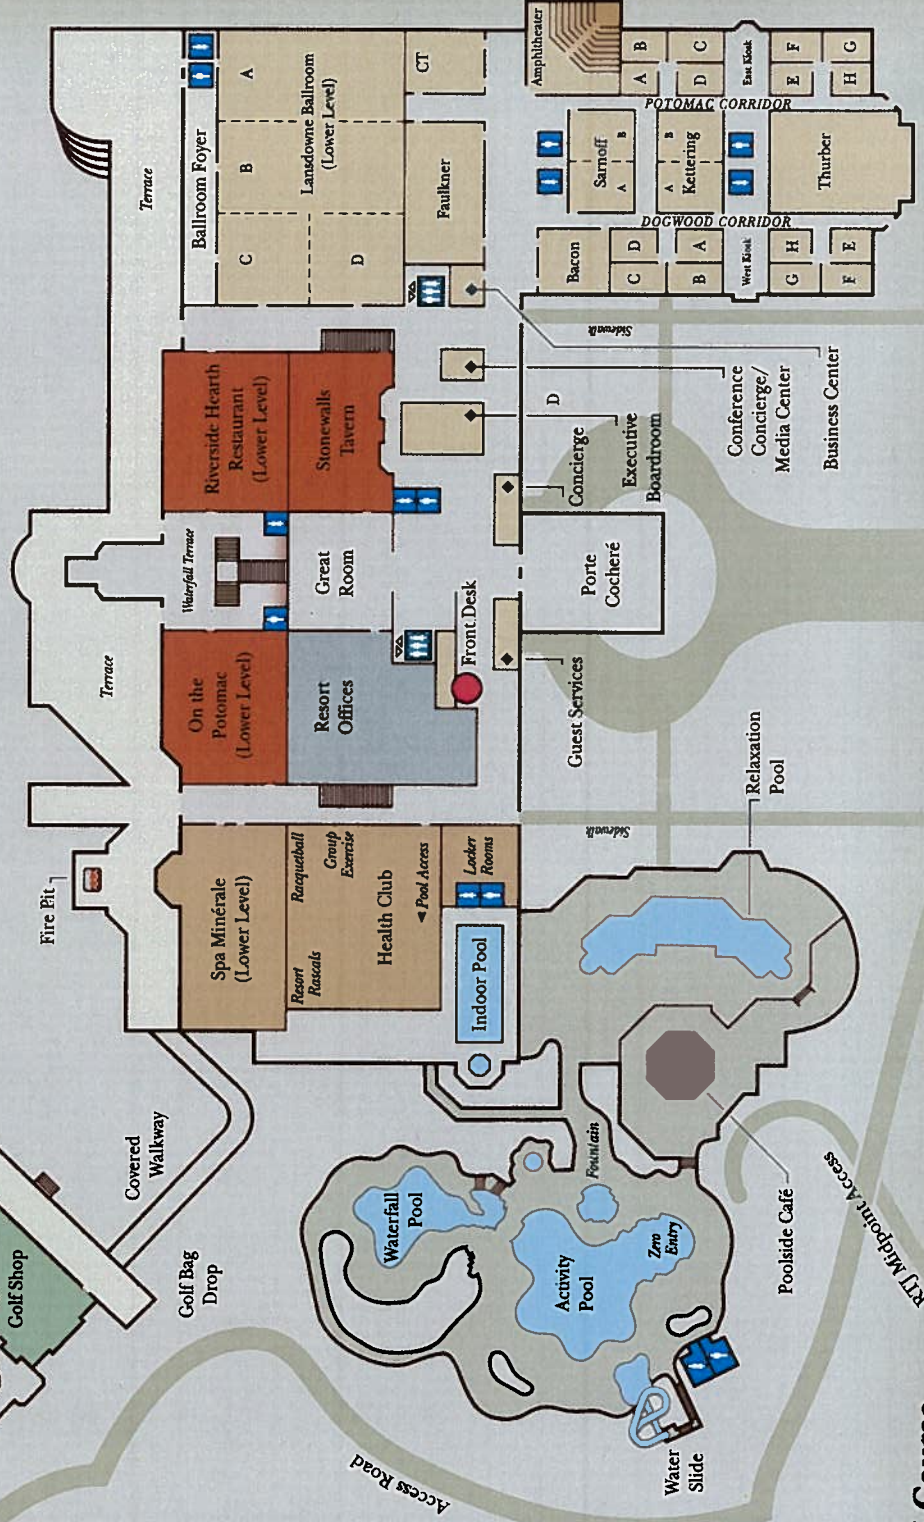 Amphitheater
B
A
C
D
East Kiosk
F
E
G
H
POTOMAC CORRIDOR
CT
A
B
C
D
Lansdowne Ballroom
(Lower Level)
Ballroom Foyer
Terrace
Faulkner
Sarnoff
A
B
Kettering
A
B
Thurber
DOGWOOD CORRIDOR
Bacon
D
C
A
B
West Kiosk
H
G
E
F
Sidewalk
Riverside Hearth
Restaurant
(Lower Level)
Stonewalls
Tavern
D
Conference
Concierge/
Media Center
Business Center
Executive
Boardroom
Concierge
Waterfall Terrace
Great
Room
Porte
Cocheré
Terrace
On the
Potomac
(Lower Level)
Resort
Offices
Front Desk
Guest Services
Relaxation
Pool
Sidewalk
Fire Pit
Spa Minérale
(Lower Level)
Racquetball
Group
Exercise
Resort
Rascals
Health Club
Pool Access
Locker
Rooms
Indoor Pool
Covered
Walkway
Golf Shop
Golf Bag
Drop
Waterfall
Pool
Fountain
Activity
Pool
Zero
Entry
Poolside Café
RTJ Midpoint Access
Water
Slide
Access Road